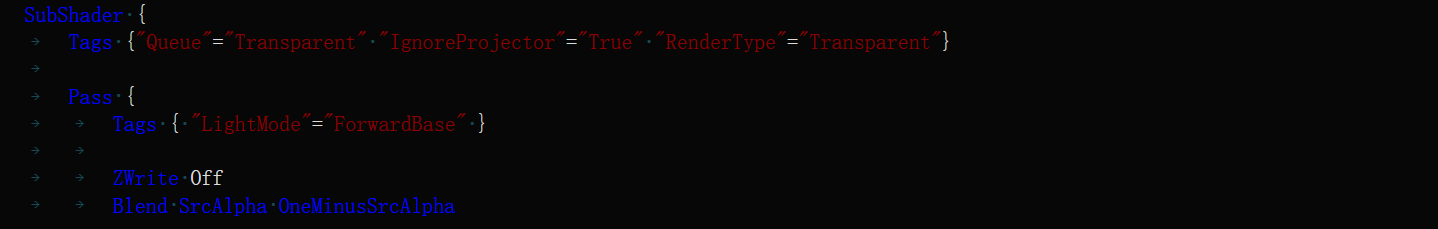 SubShader {
Tags {"Queue"="Transparent" "IgnoreProjector"="True" "RenderType"="Transparent"}
Pass {
Tags { "LightMode"="ForwardBase" }
ZWrite Off
Blend SrcAlpha OneMinusSrcAlpha